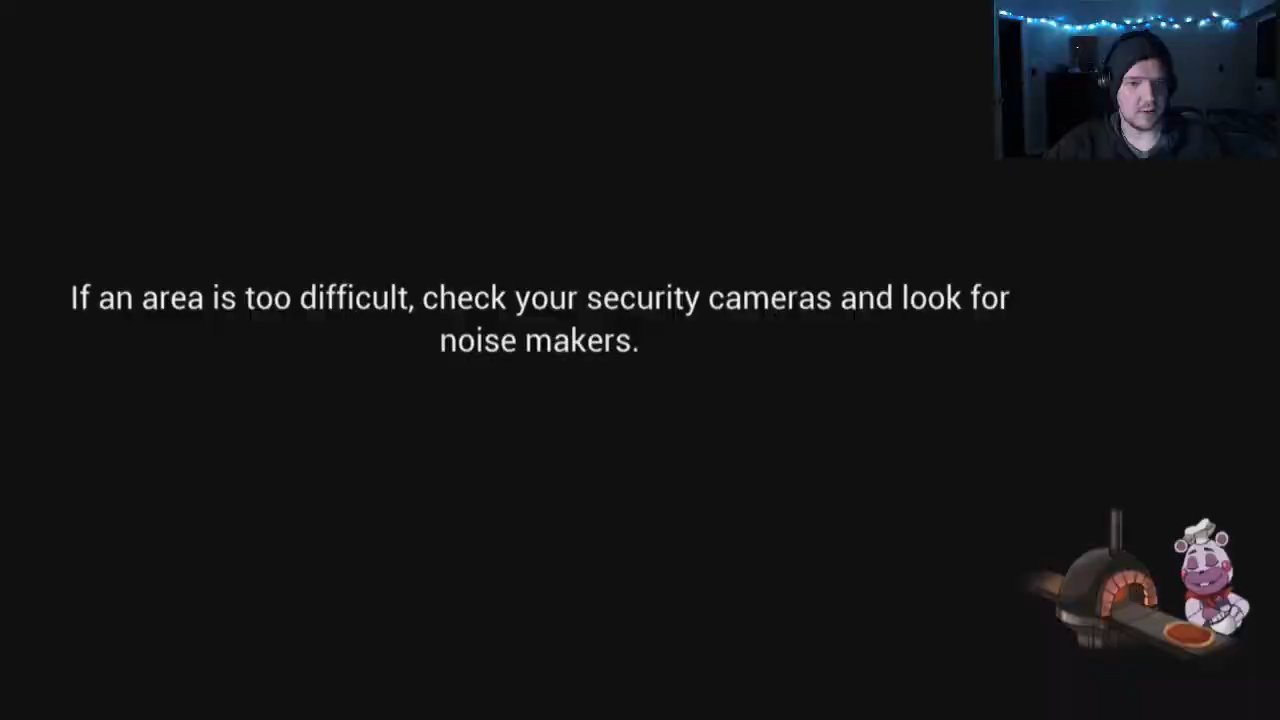 If an area is too difficult, check your security cameras and look for
noise makers.